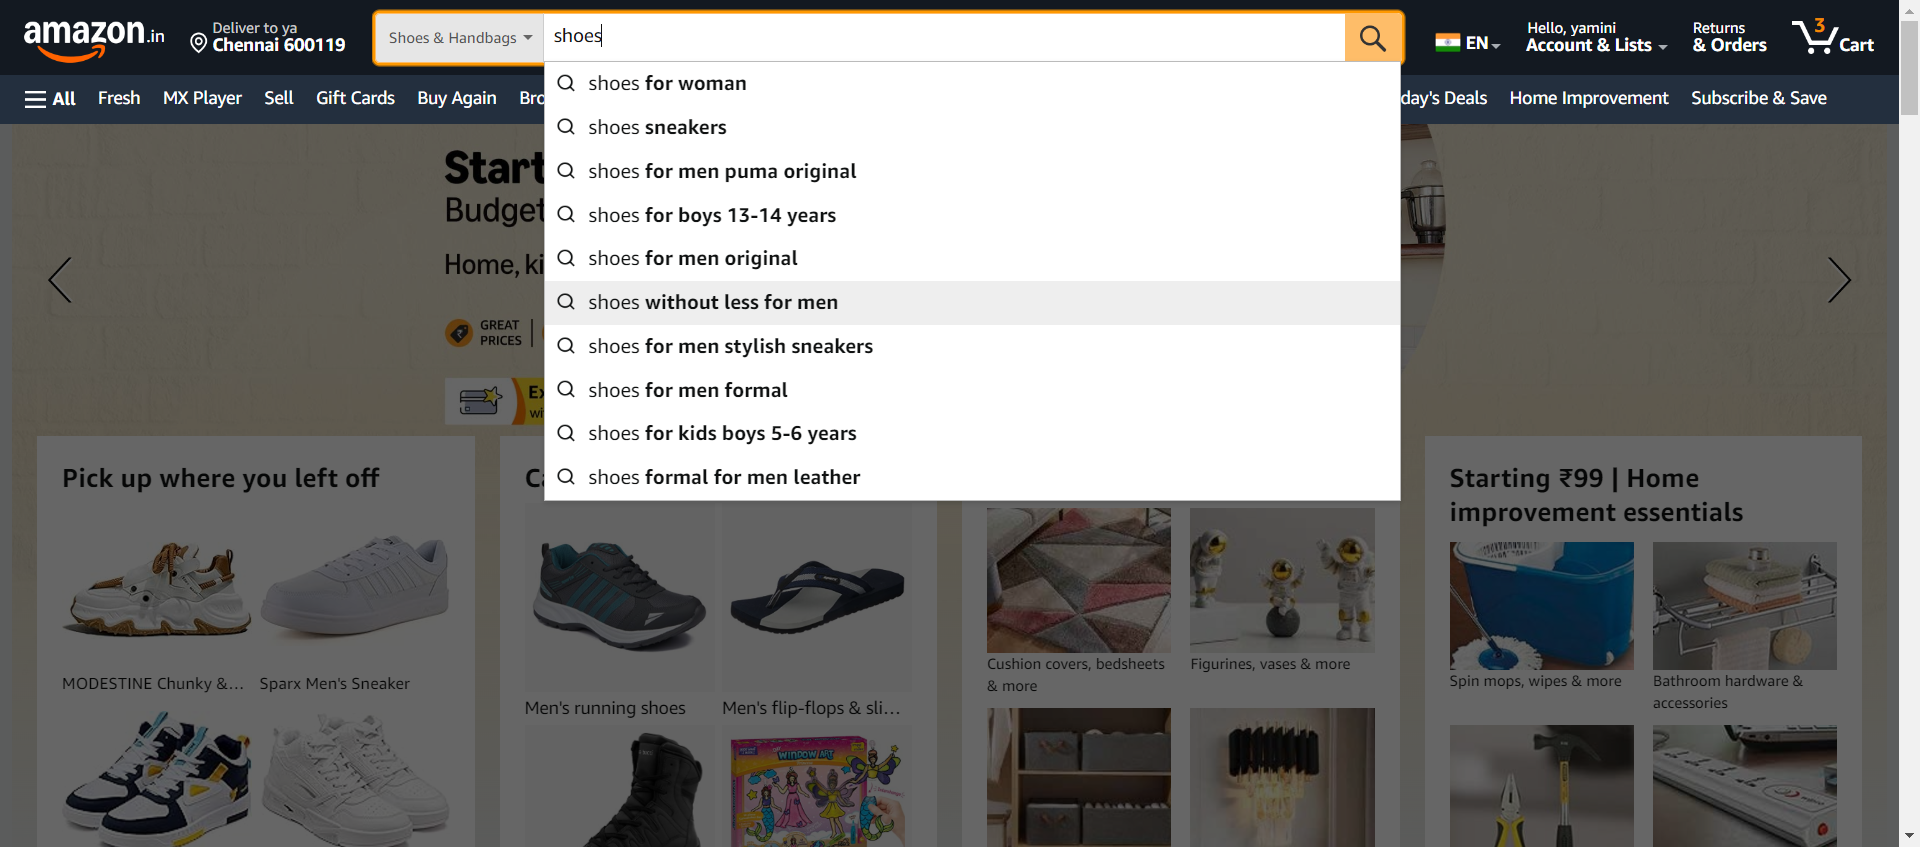 amazon.in
Deliver to ya
Chennai 600119
Shoes & Handbags
shoes
EN
Hello, yamini
Account & Lists
Returns
& Orders
3
Cart
All
Fresh
MX Player
Sell
Gift Cards
Buy Again
Bro
day's Deals
Home Improvement
Subscribe & Save
shoes for woman
shoes sneakers
shoes for men puma original
shoes for boys 13-14 years
shoes for men original
shoes without less for men
shoes for men stylish sneakers
shoes for men formal
shoes for kids boys 5-6 years
shoes formal for men leather
Start
Budget
Home, ki
GREAT
PRICES
Ex
wi
Pick up where you left off
MODESTINE Chunky &...
Sparx Men's Sneaker
Ca
Men's running shoes
Men's flip-flops & sli...
WINDOW ART
Cushion covers, bedsheets
& more
Figurines, vases & more
Starting ₹99 | Home
improvement essentials
Spin mops, wipes & more
Bathroom hardware &
accessories